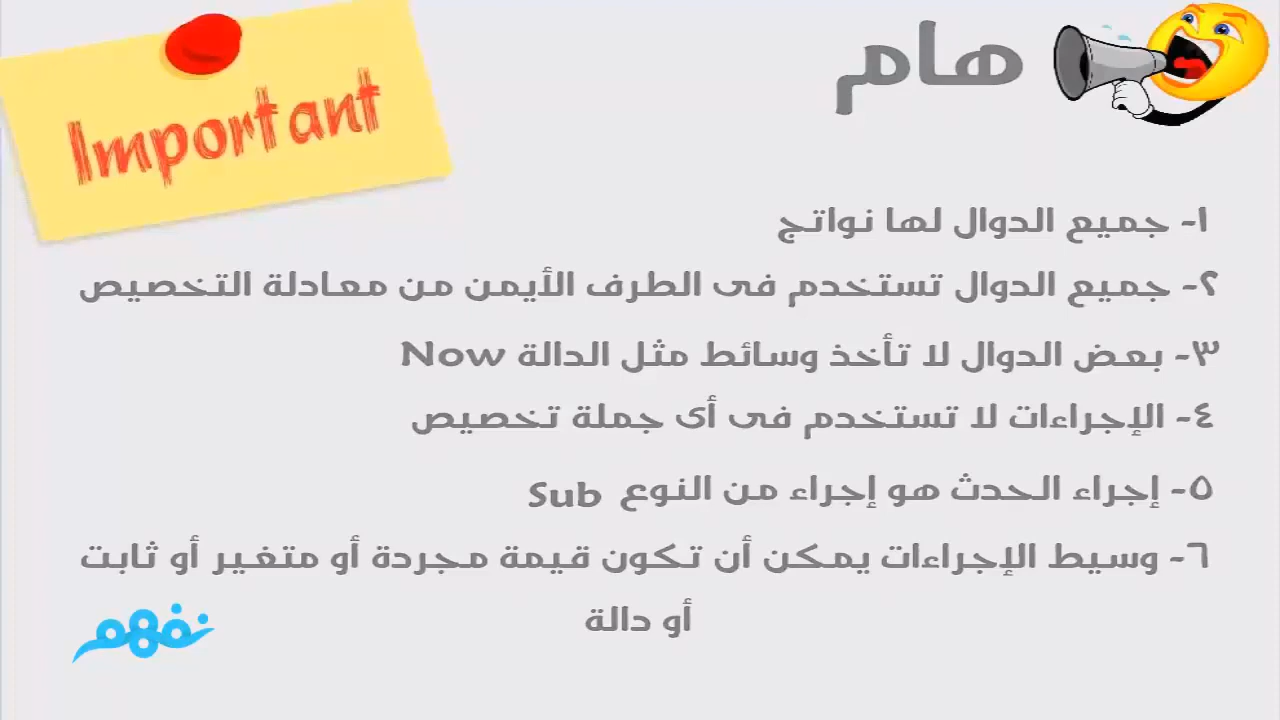 Important
هام
١- جميع الدوال لها نواتج
٢- جميع الدوال تستخدم فى الطرف الأيمن من معادلة التخصيص
٣- بعض الدوال لا تأخذ وسائط مثل الدالة Now
٤- الإجراءات لا تستخدم فى أى جملة تخصيص
٥- إجراء الحدث هو إجراء من النوع Sub
٦- وسيط الإجراءات يمكن أن تكون قيمة مجردة أو متغير أو ثابت
أو دالة
نفهم